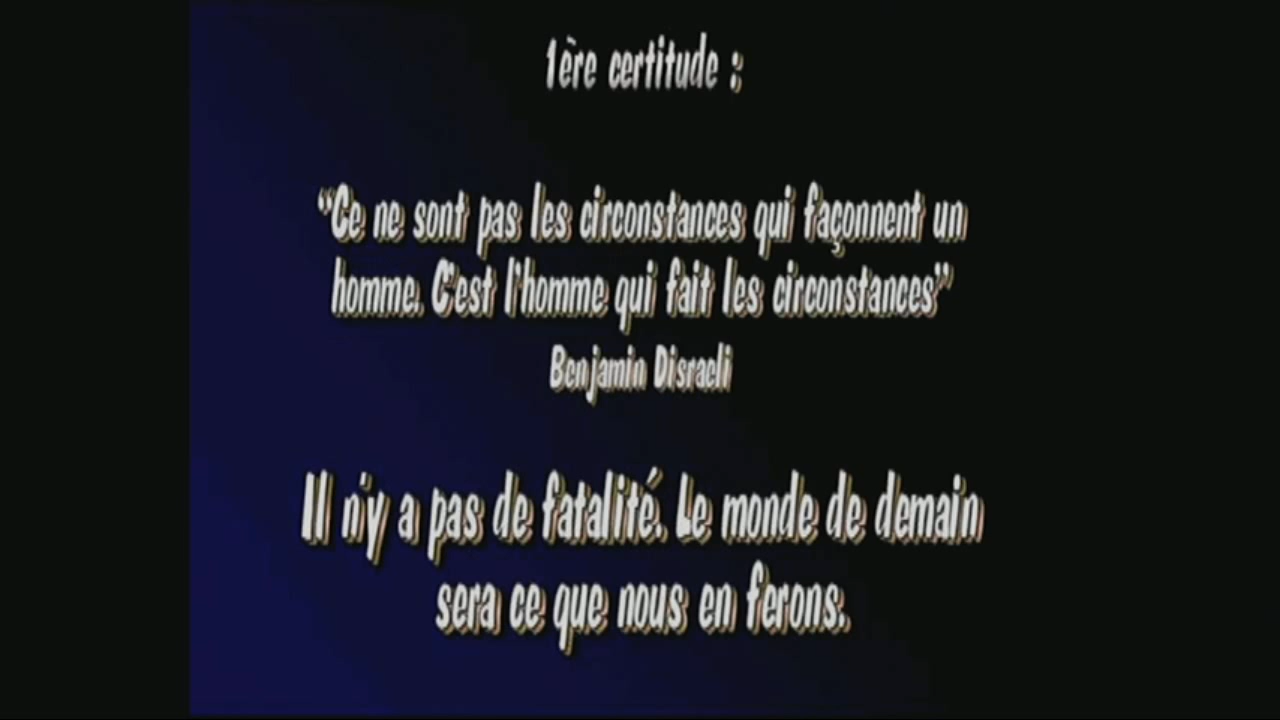 1ère certitude :
"Ce ne sont pas les circonstances qui façonnent un
homme. C'est l'homme qui fait les circonstances"
Benjamin Disraeli
Il n'y a pas de fatalité. Le monde de demain
sera ce que nous en ferons.